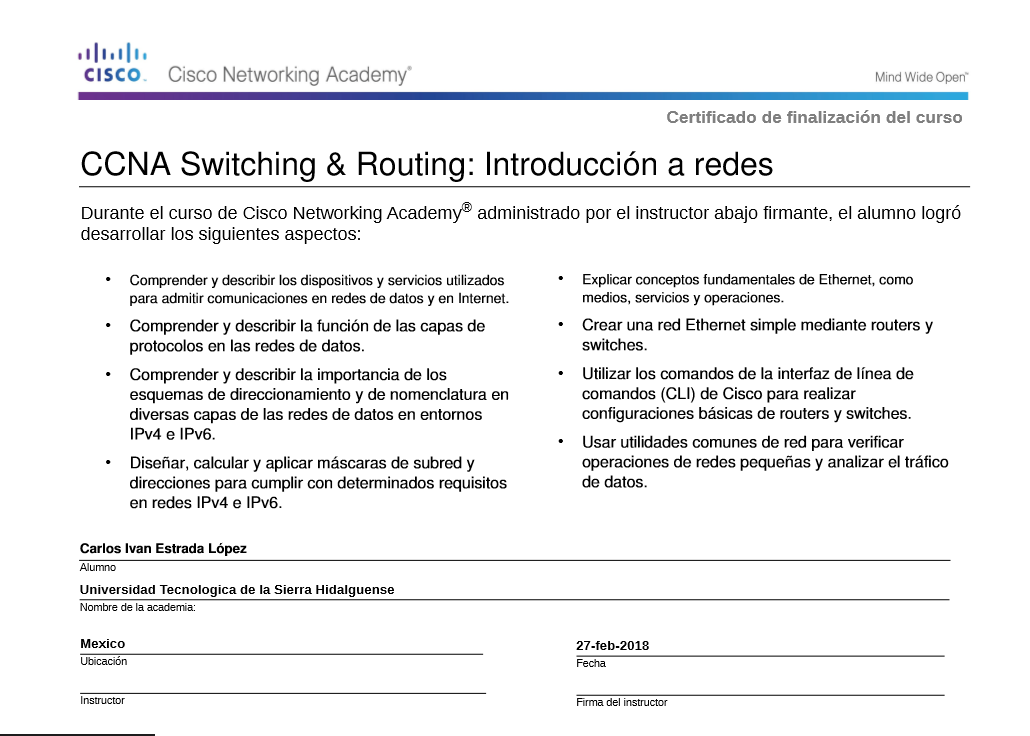 CISCO
Cisco Networking Academy®
Mind Wide Open™
Certificado de finalización del curso
CCNA Switching & Routing: Introducción a redes
Durante el curso de Cisco Networking Academy® administrado por el instructor abajo firmante, el alumno logró
desarrollar los siguientes aspectos:
• Comprender y describir los dispositivos y servicios utilizados
para admitir comunicaciones en redes de datos y en Internet.
• Comprender y describir la función de las capas de
protocolos en las redes de datos.
• Comprender y describir la importancia de los
esquemas de direccionamiento y de nomenclatura en
diversas capas de las redes de datos en entornos
IPv4 e IPv6.
• Diseñar, calcular y aplicar máscaras de subred y
direcciones para cumplir con determinados requisitos
en redes IPv4 e IPv6.
• Explicar conceptos fundamentales de Ethernet, como
medios, servicios y operaciones.
• Crear una red Ethernet simple mediante routers y
switches.
• Utilizar los comandos de la interfaz de línea de
comandos (CLI) de Cisco para realizar
configuraciones básicas de routers y switches.
• Usar utilidades comunes de red para verificar
operaciones de redes pequeñas y analizar el tráfico
de datos.
Carlos Ivan Estrada López
Alumno
Universidad Tecnologica de la Sierra Hidalguense
Nombre de la academia:
Mexico
Ubicación
27-feb-2018
Fecha
Instructor
Firma del instructor